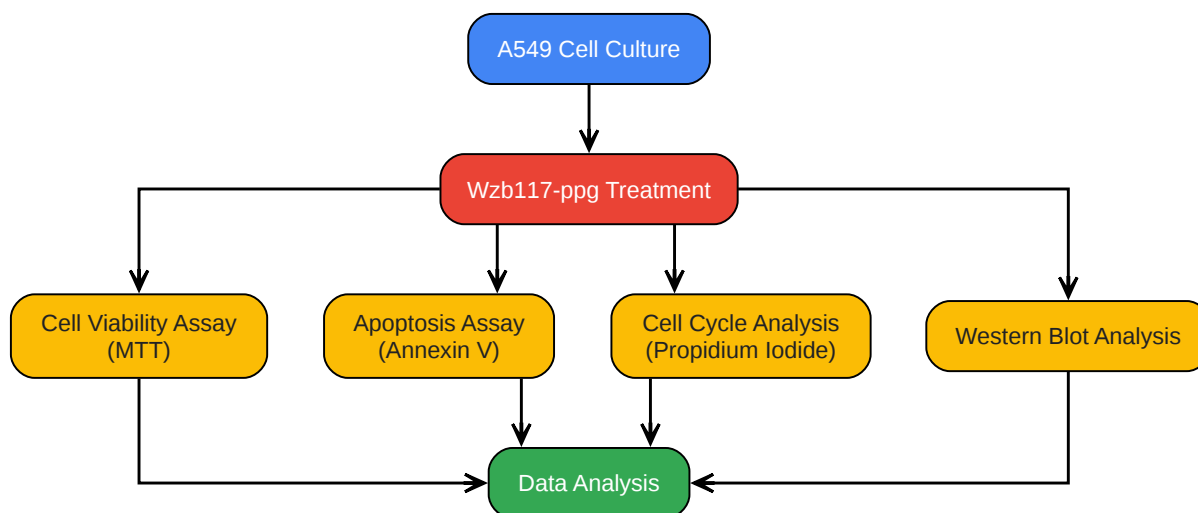 A549 Cell Culture
Wzb117-ppg Treatment
Cell Viability Assay
(MTT)
Apoptosis Assay
(Annexin V)
Cell Cycle Analysis
(Propidium Iodide)
Western Blot Analysis
Data Analysis